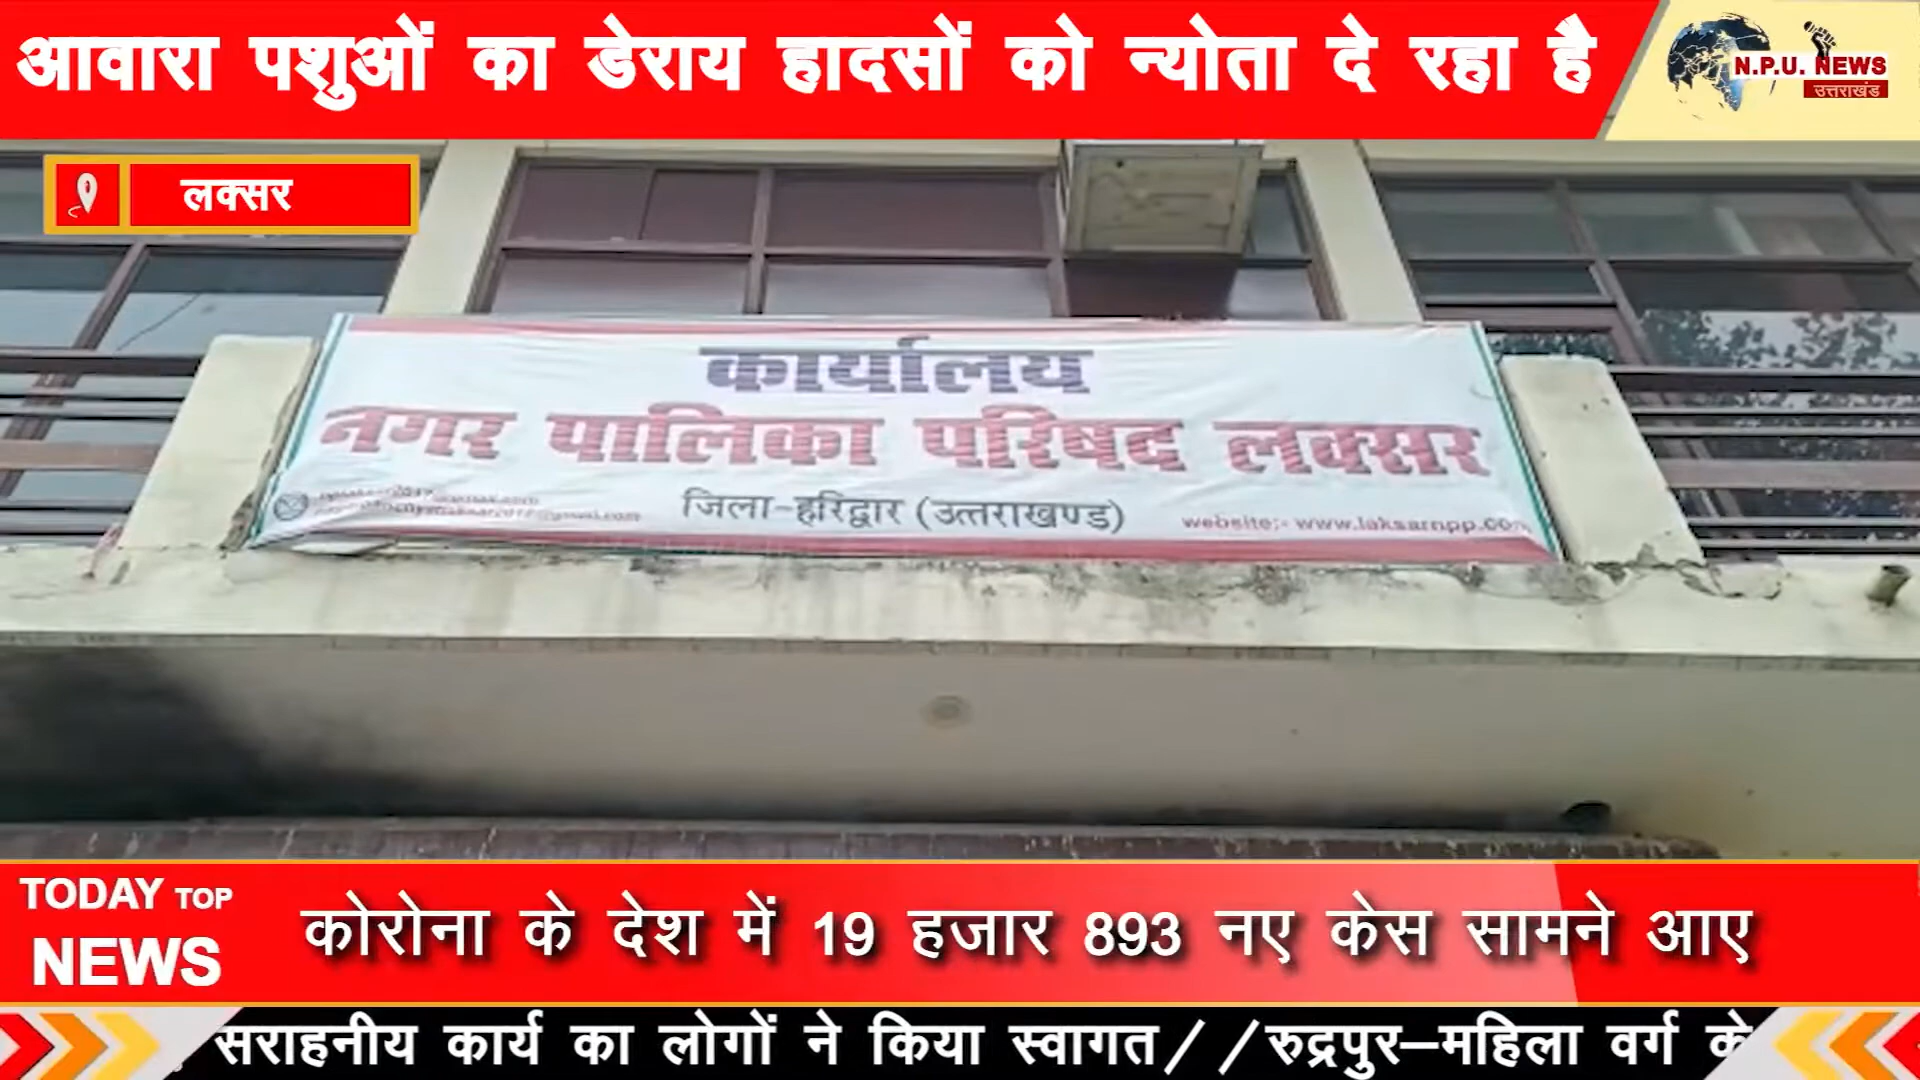 आवारा पशुओं का डेराय हादसों को न्योता दे रहा है
N.P.U. NEWS
उत्तराखंड
लक्सर
कार्यालय
नगर पालिका परिषद लक्सर
जिला-हरिद्वार (उत्तराखण्ड)
website:- www.laksarnpp.com
TODAY TOP
NEWS
कोरोना के देश में 19 हजार 893 नए केस सामने आए
सराहनीय कार्य का लोगों ने किया स्वागत//रुद्रपुर–महिला वर्ग के